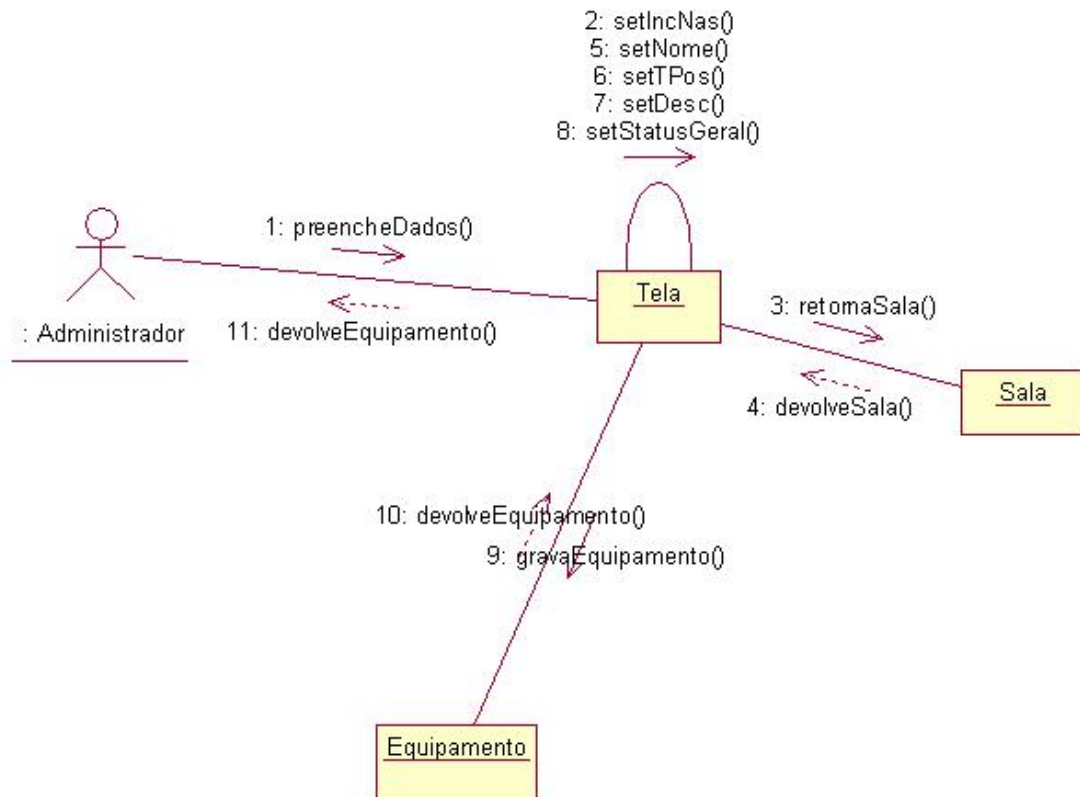 2: setIncNas()
5: setNome()
6: setTPos()
7: setDesc()
8: setStatusGeral()
1: preencheDados()
Tela
: Administrador
11: devolveEquipamento()
3: retornaSala()
Sala
4: devolveSala()
10: devolveEquipamento()
9: gravaEquipamento()
Equipamento